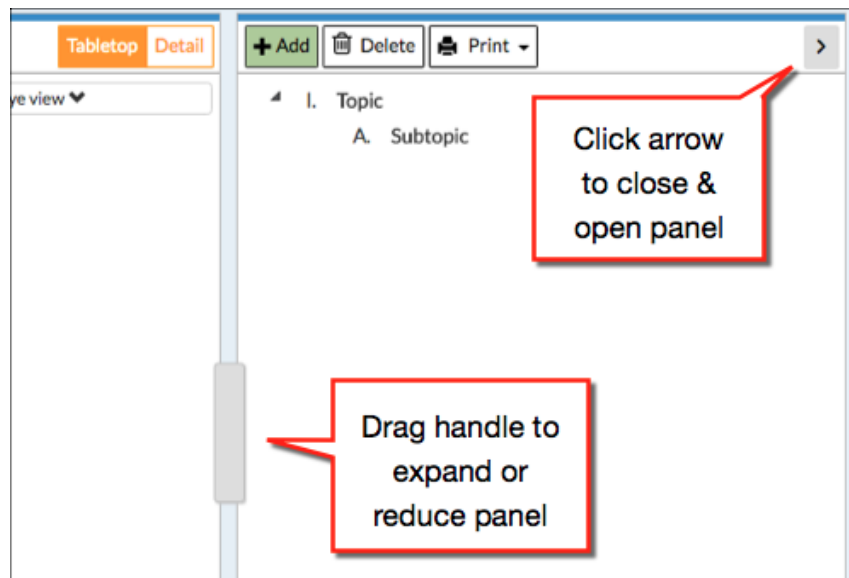 Tabletop Detail
+ Add Delete Print
ye view
I. Topic
A. Subtopic
Click arrow
to close &
open panel
Drag handle to
expand or
reduce panel